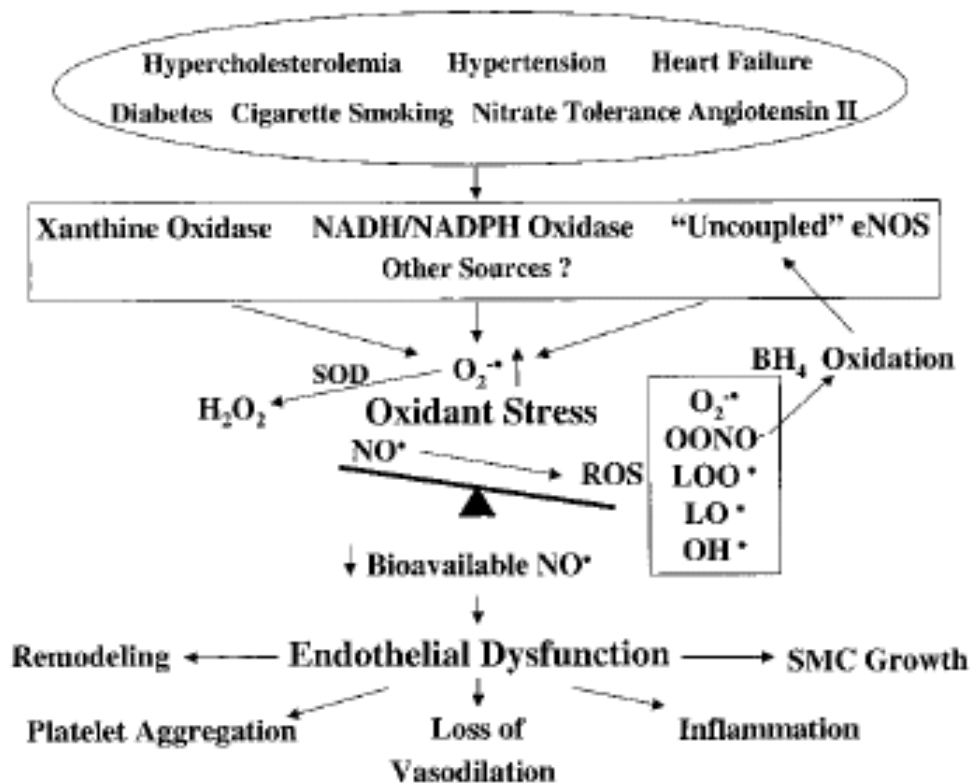 Hypercholesterolemia Hypertension Heart Failure
Diabetes Cigarette Smoking Nitrate Tolerance Angiotensin II
Xanthine Oxidase NADH/NADPH Oxidase “Uncoupled” eNOS
Other Sources ?
BH₄ Oxidation
SOD O₂⁻•
H₂O₂
Oxidant Stress
NO•
ROS
O₂⁻•
OONO-
LOO •
LO •
OH •
Bioavailable NO•
Remodeling Endothelial Dysfunction SMC Growth
Platelet Aggregation Loss of Inflammation
Vasodilation